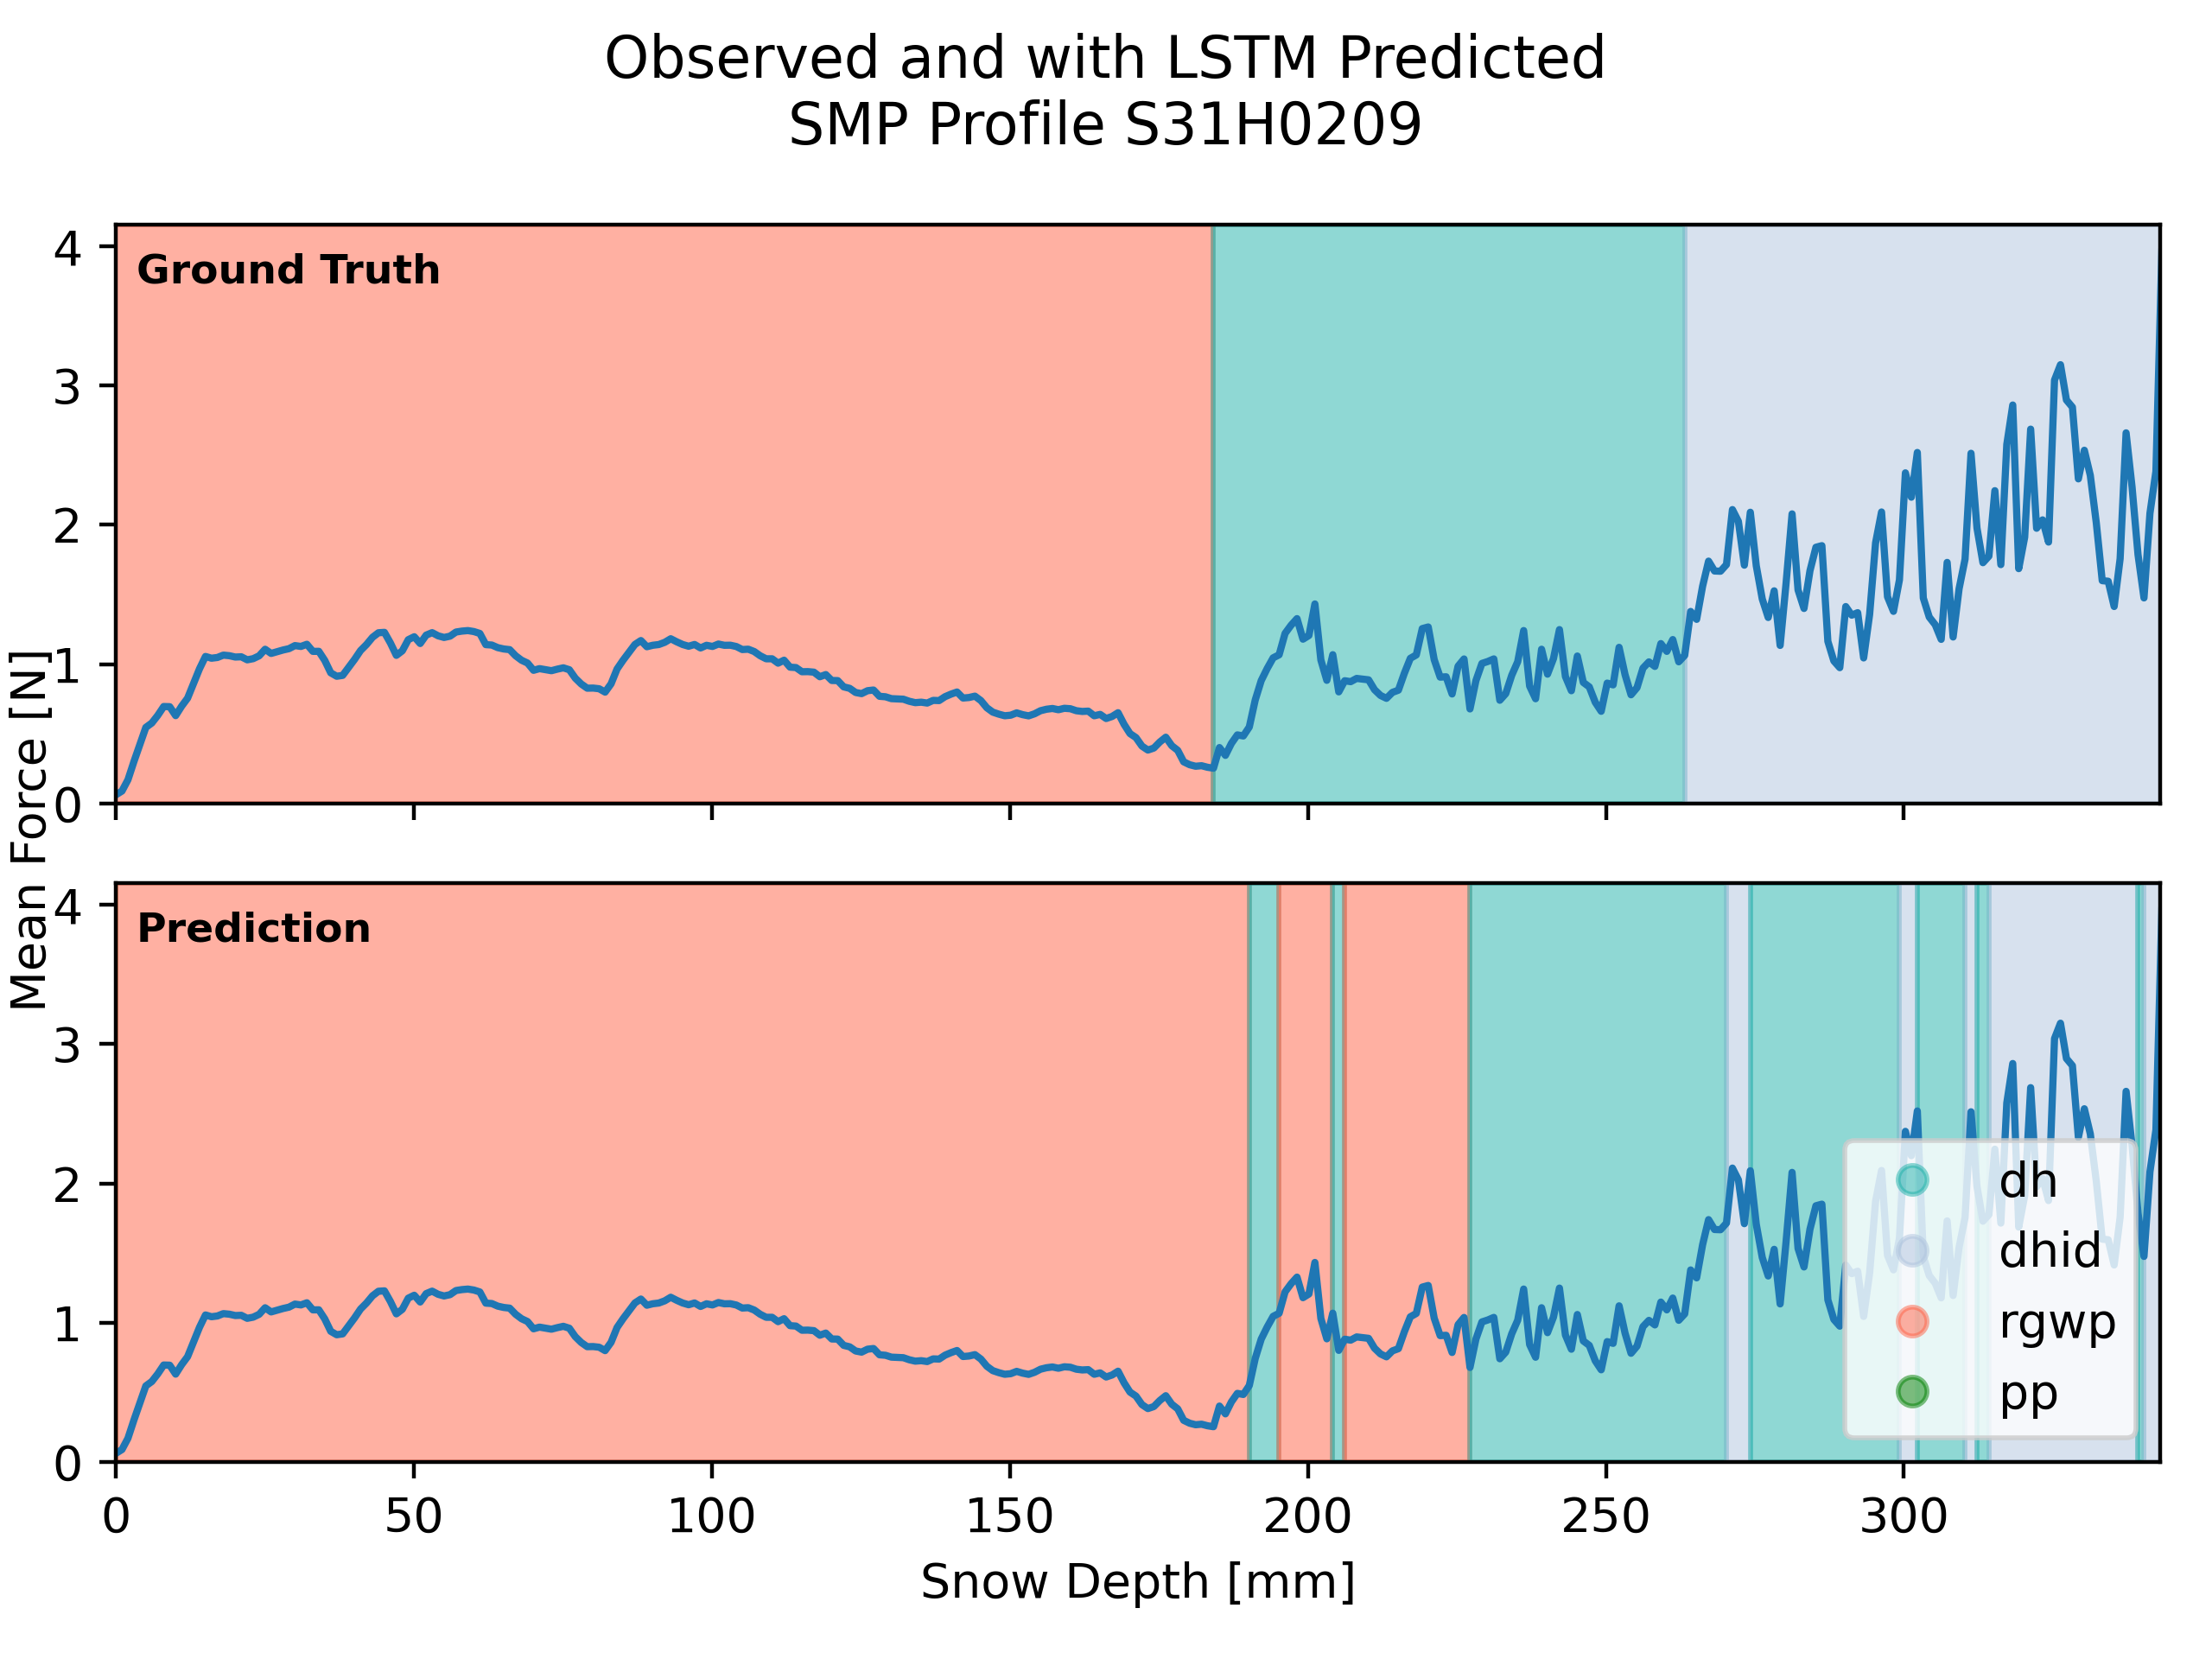 Observed and with LSTM Predicted
SMP Profile S31H0209
Mean Force [N]
4
3
2
1
0
Ground Truth
4
3
2
1
0
Prediction
dh
dhid
rgwp
pp
0 50 100 150 200 250 300
Snow Depth [mm]